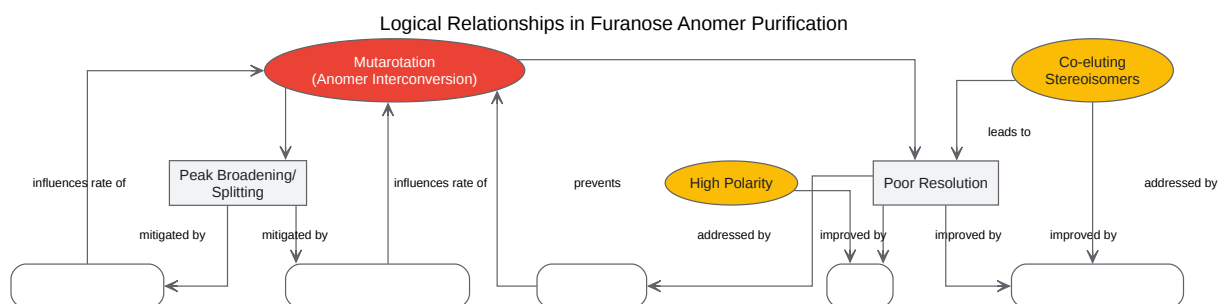 Logical Relationships in Furanose Anomer Purification
Mutarotation
(Anomer Interconversion)
Co-eluting
Stereoisomers
leads to
Peak Broadening/
Splitting
High Polarity
Poor Resolution
influences rate of
influences rate of
prevents
addressed by
mitigated by
mitigated by
addressed by
improved by
improved by
improved by